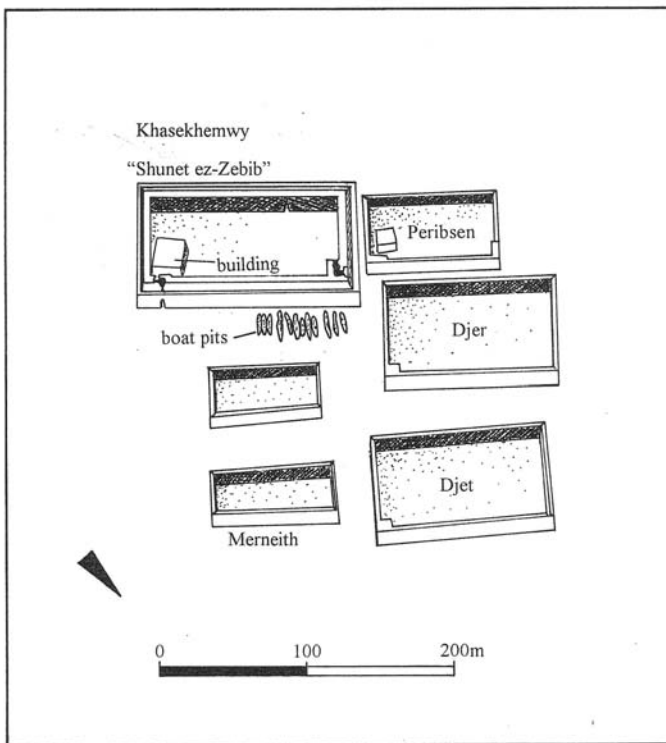 Khasekhemwy
“Shunet ez-Zebib”
Peribsen
building
Djer
boat pits
Djet
Merneith
0 100 200m